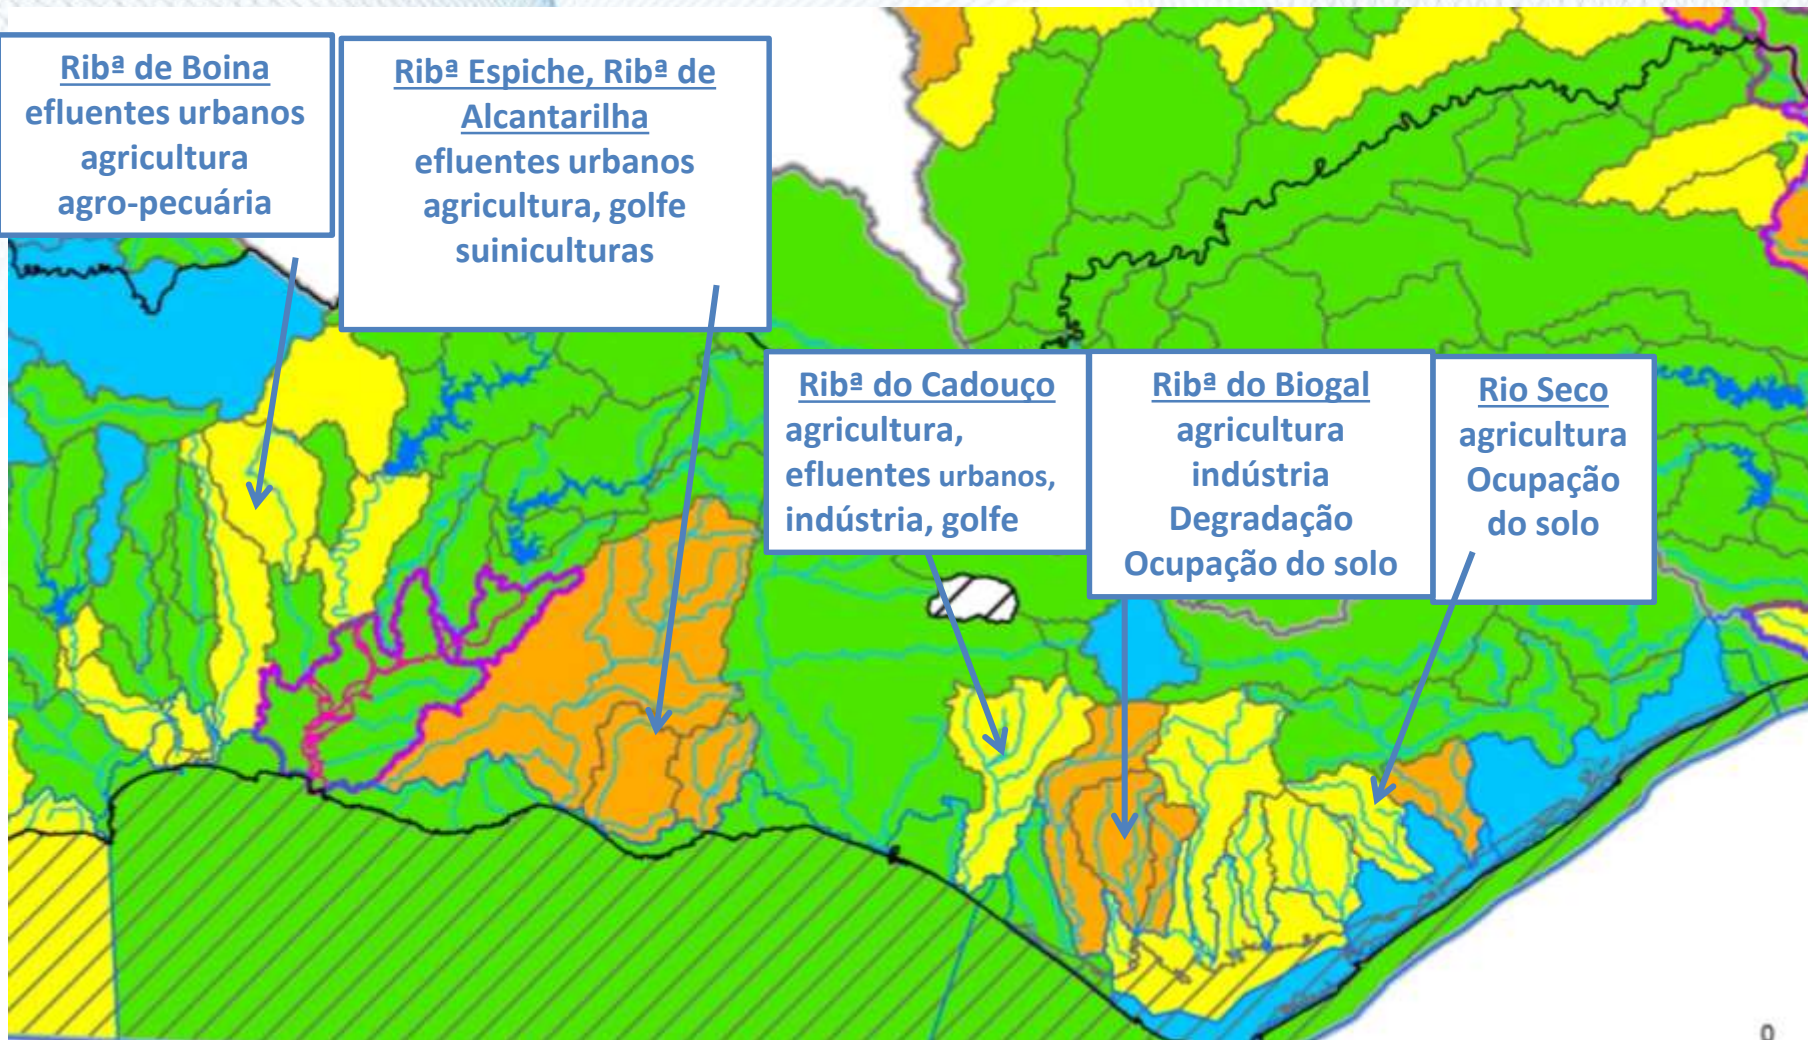 Ribª de Boina
efluentes urbanos
agricultura
agro-pecuária
Ribª Espiche, Ribª de
Alcantarilha
efluentes urbanos
agricultura, golfe
suiniculturas
Ribª do Cadouço
agricultura,
efluentes urbanos,
indústria, golfe
Ribª do Biogal
agricultura
indústria
Degradação
Ocupação do solo
Rio Seco
agricultura
Ocupação
do solo
0